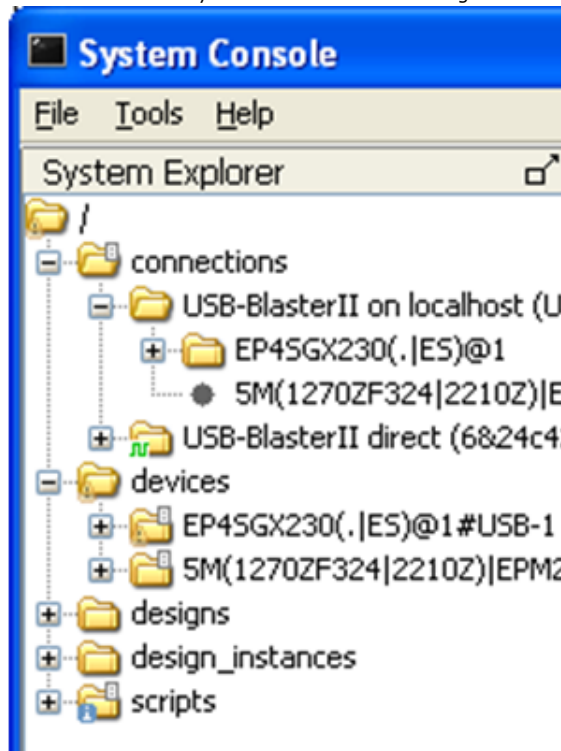 System Console
File Tools Help
System Explorer
/
connections
USB-BlasterII on localhost (U
EP4SGX230(.|ES)@1
5M(1270ZF324|2210Z)|E
USB-BlasterII direct (6&24c4
devices
EP4SGX230(.|ES)@1#USB-1
5M(1270ZF324|2210Z)|EPM2
designs
design_instances
scripts